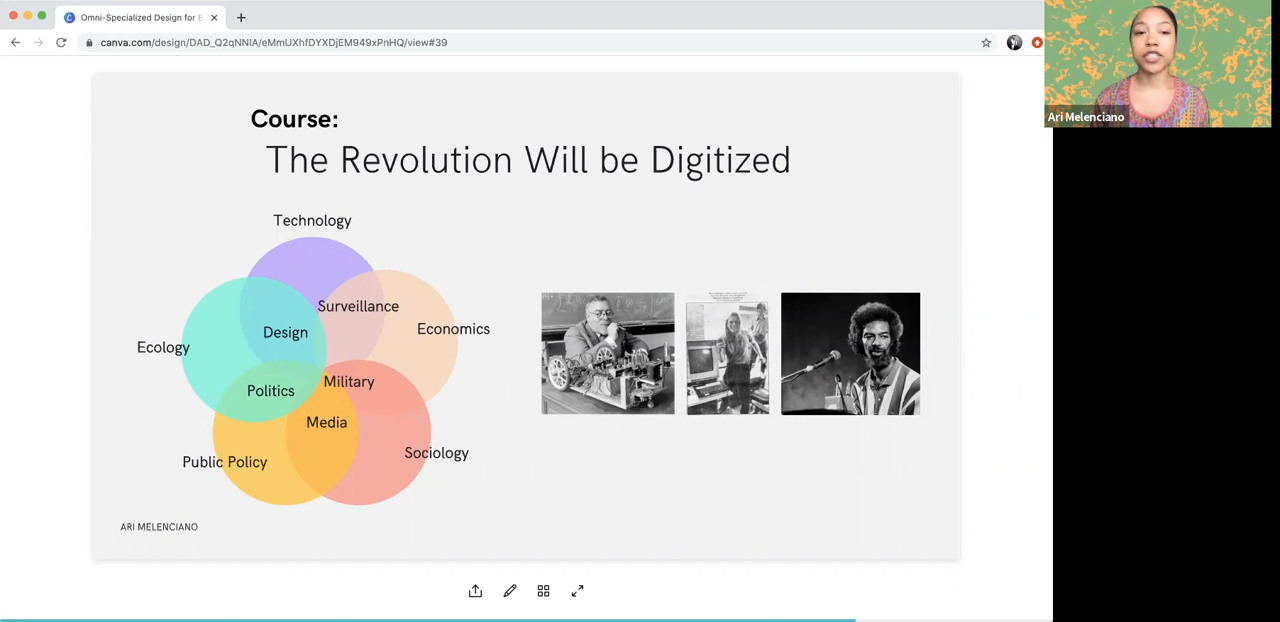 Omni-Specialized Design for B
canva.com/design/DAD_Q2qNNIA/eMmUXhfDYXDjEM949xPnHQ/view#39
Ari Melenciano
Course:
The Revolution Will be Digitized
Technology
Surveillance
Economics
Design
Ecology
Military
Politics
Media
Sociology
Public Policy
ARI MELENCIANO